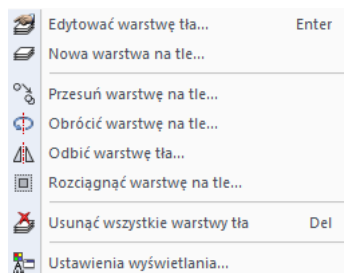 Edytować warstwę tła... Enter
Nowa warstwa na tle...
Przesuń warstwę na tle...
Obrócić warstwę na tle...
Odbić warstwę tła...
Rozciągnąć warstwę na tle...
Usunąć wszystkie warstwy tła Del
Ustawienia wyświetlania...